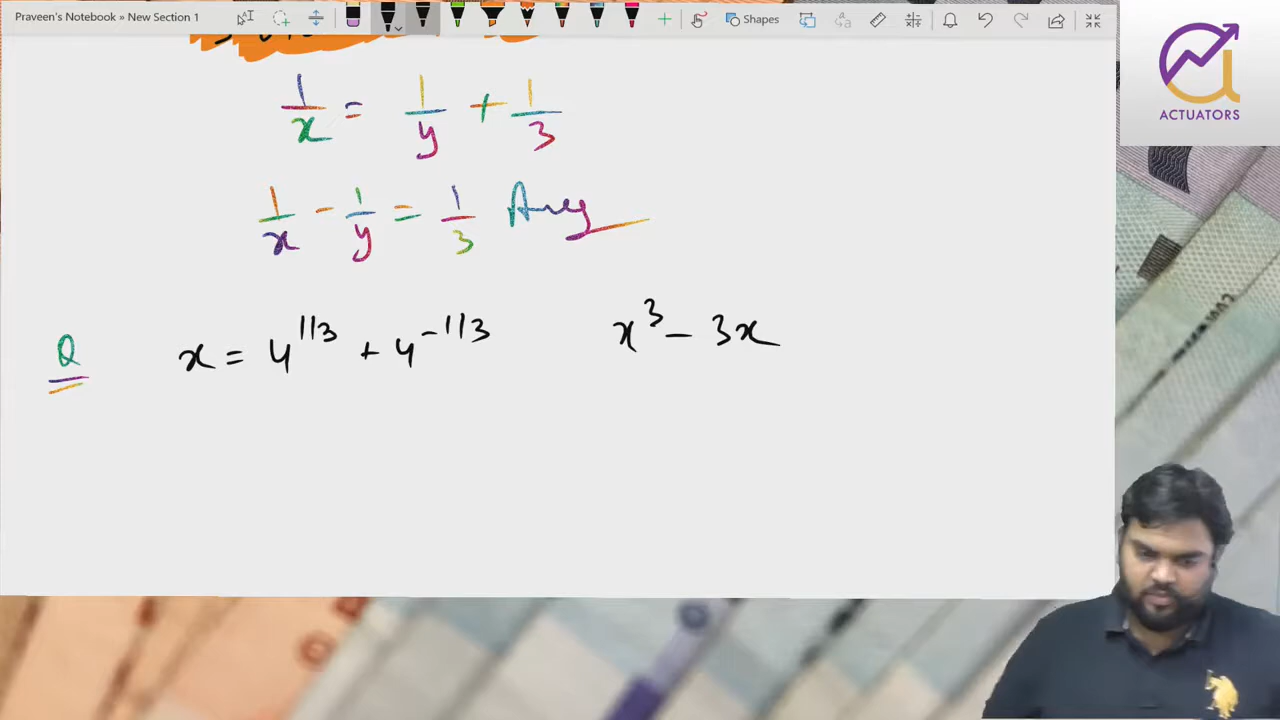 Praveen's Notebook » New Section 1
Shapes
ACTUATORS
1/x = 1/y + 1/3
1/x - 1/y = 1/3 Ans
Q x = 4^1/3 + 4^-1/3 x^3 - 3x